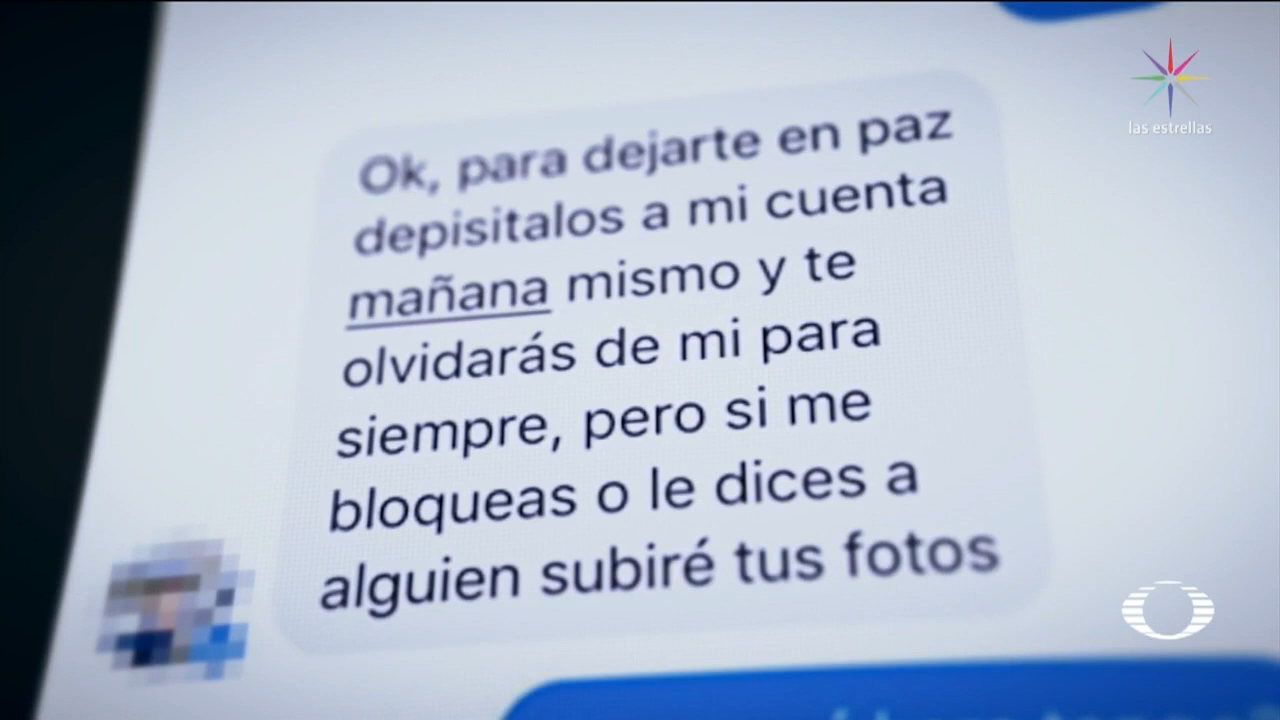 las estrellas
Ok, para dejarte en paz
depisitalos a mi cuenta
mañana mismo y te
olvidarás de mi para
siempre, pero si me
bloqueas o le dices a
alguien subiré tus fotos